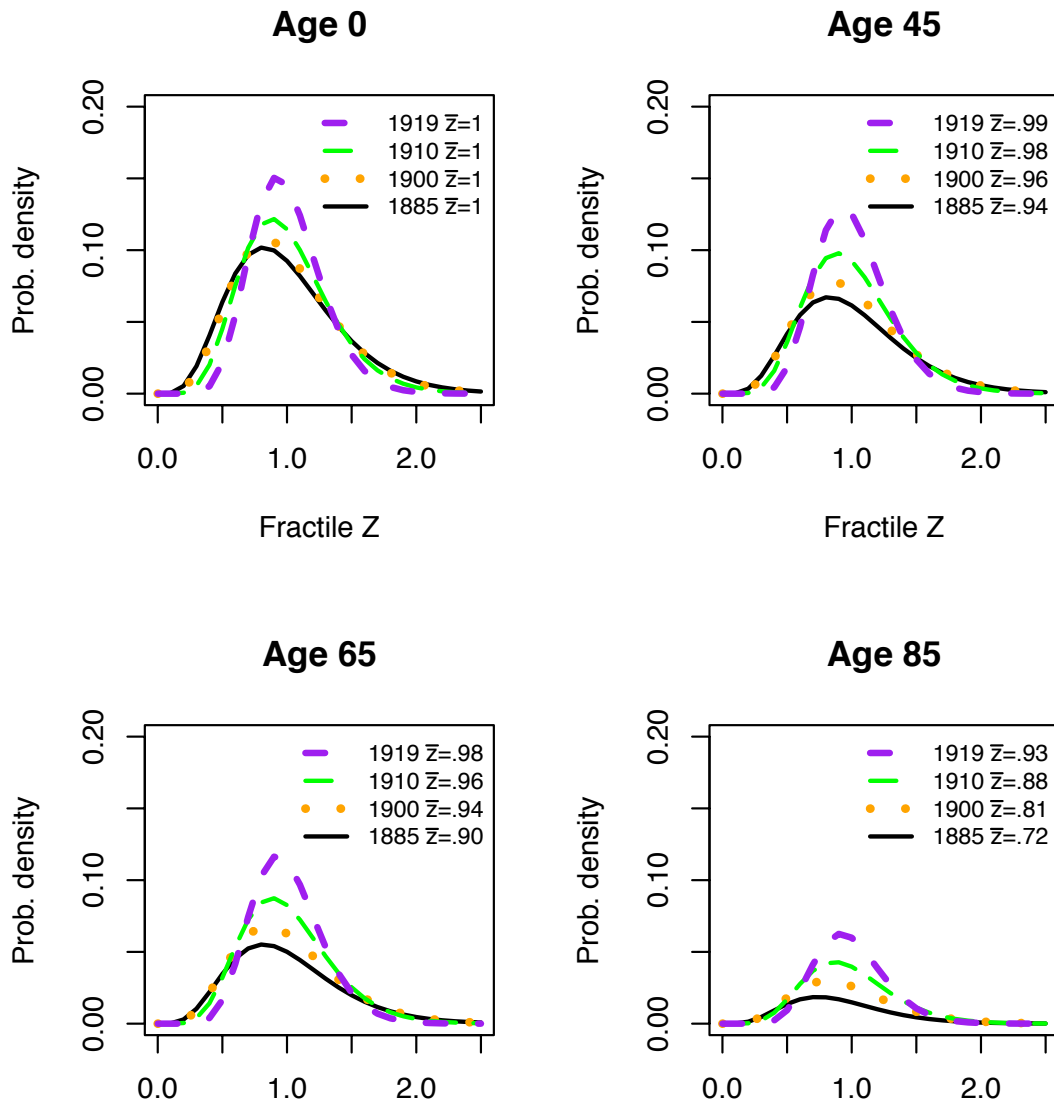 Age 0
Prob. density
0.00 0.10 0.20
1919 z̅=1
1910 z̅=1
1900 z̅=1
1885 z̅=1
0.0 1.0 2.0
Fractile Z
Age 45
Prob. density
0.00 0.10 0.20
1919 z̅=.99
1910 z̅=.98
1900 z̅=.96
1885 z̅=.94
0.0 1.0 2.0
Fractile Z
Age 65
Prob. density
0.00 0.10 0.20
1919 z̅=.98
1910 z̅=.96
1900 z̅=.94
1885 z̅=.90
0.0 1.0 2.0
Age 85
Prob. density
0.00 0.10 0.20
1919 z̅=.93
1910 z̅=.88
1900 z̅=.81
1885 z̅=.72
0.0 1.0 2.0